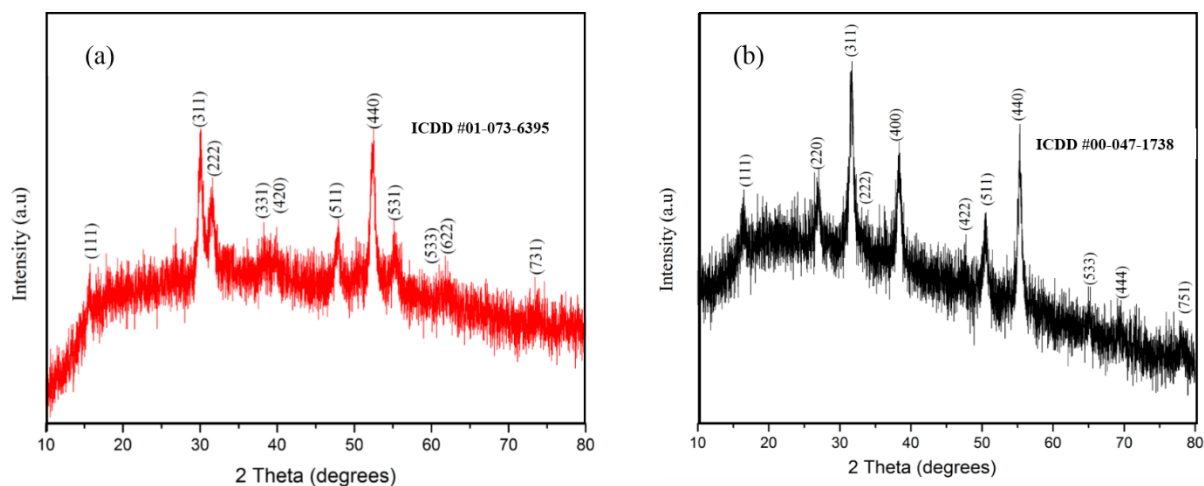 (a)
(311)
(440)
ICDD #01-073-6395
(222)
(331)
(420)
(511)
(531)
(111)
(533)
(622)
(731)
Intensity (a.u)
10 20 30 40 50 60 70 80
2 Theta (degrees)
(b)
(311)
(440)
(400)
ICDD #00-047-1738
(111)
(220)
(222)
(422)
(511)
(533)
(444)
(751)
Intensity (a.u)
10 20 30 40 50 60 70 80
2 Theta (degrees)